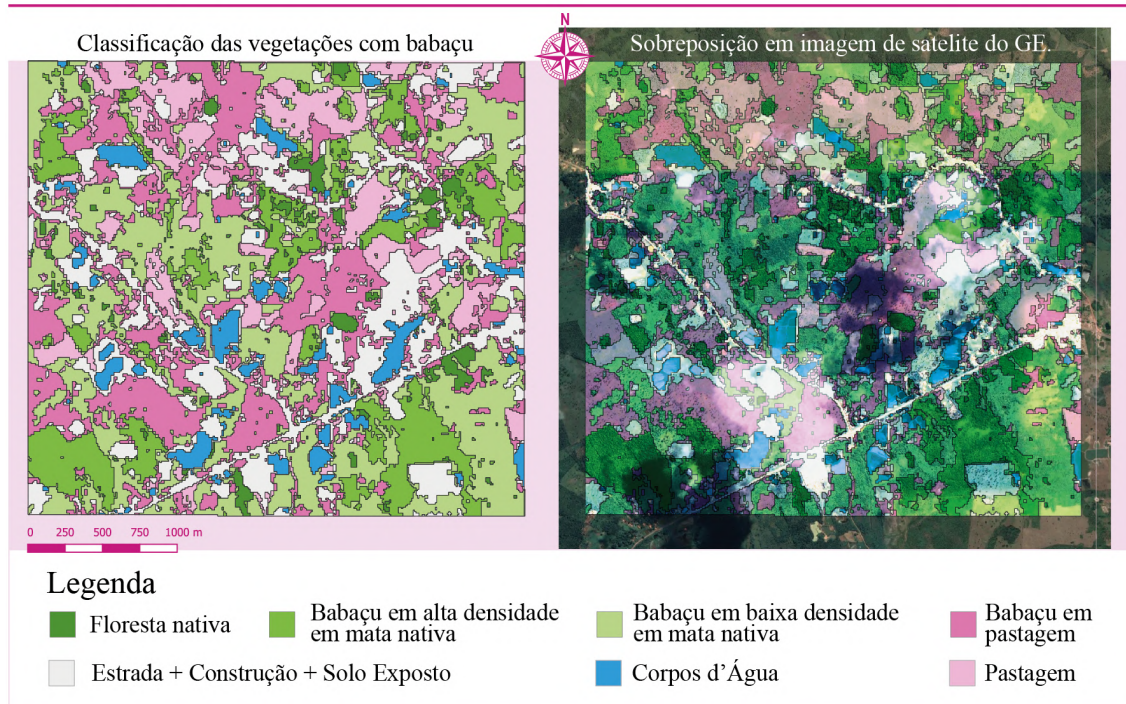 Classificação das vegetações com babaçu
N
Sobreposição em imagem de satelite do GE.
0 250 500 750 1000 m
Legenda
Floresta nativa
Babaçu em alta densidade
em mata nativa
Babaçu em baixa densidade
em mata nativa
Babaçu em
pastagem
Estrada + Construção + Solo Exposto
Corpos d’Água
Pastagem